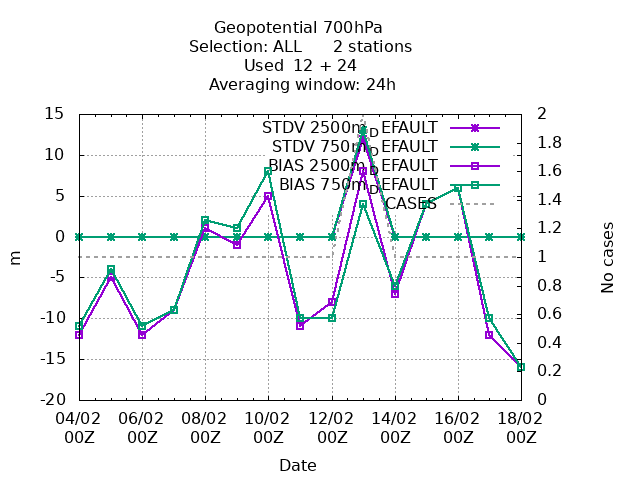 Geopotential 700hPa
Selection: ALL 2 stations
Used 12 + 24
Averaging window: 24h
STDV 2500m_DEFAULT
STDV 750m_DEFAULT
BIAS 2500m_DEFAULT
BIAS 750m_DEFAULT
CASES
15
10
5
0
-5
-10
-15
-20
m
2
1.8
1.6
1.4
1.2
1
0.8
0.6
0.4
0.2
0
No cases
04/02 06/02 08/02 10/02 12/02 14/02 16/02 18/02
00Z 00Z 00Z 00Z 00Z 00Z 00Z 00Z
Date